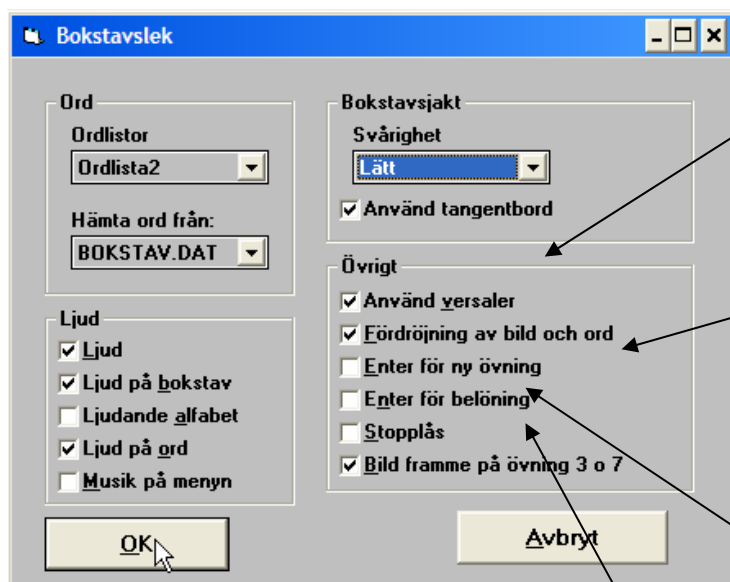 Bokstavslek
Ord
Ordlistor
Ordlista2
Hämta ord från:
BOKSTAV.DAT
Ljud
Ljud
Ljud på bokstav
Ljudande alfabet
Ljud på ord
Musik på menyn
Bokstavsjakt
Svårighet
Lätt
Använd tangentbord
Övrigt
Använd versaler
Fördröjning av bild och ord
Enter för ny övning
Enter för belöning
Stopplås
Bild framme på övning 3 o 7
OK
Avbryt